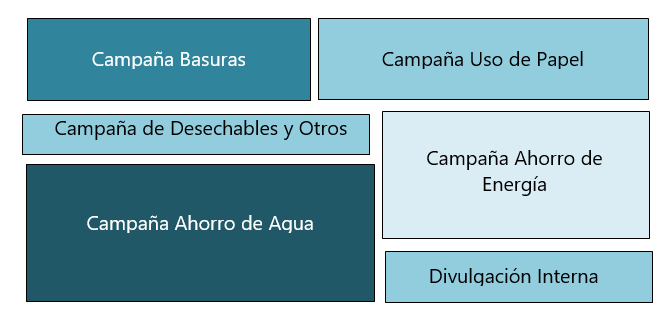 Campaña Basuras
Campaña Uso de Papel
Campaña de Desechables y Otros
Campaña Ahorro de
Energía
Campaña Ahorro de Agua
Divulgación Interna